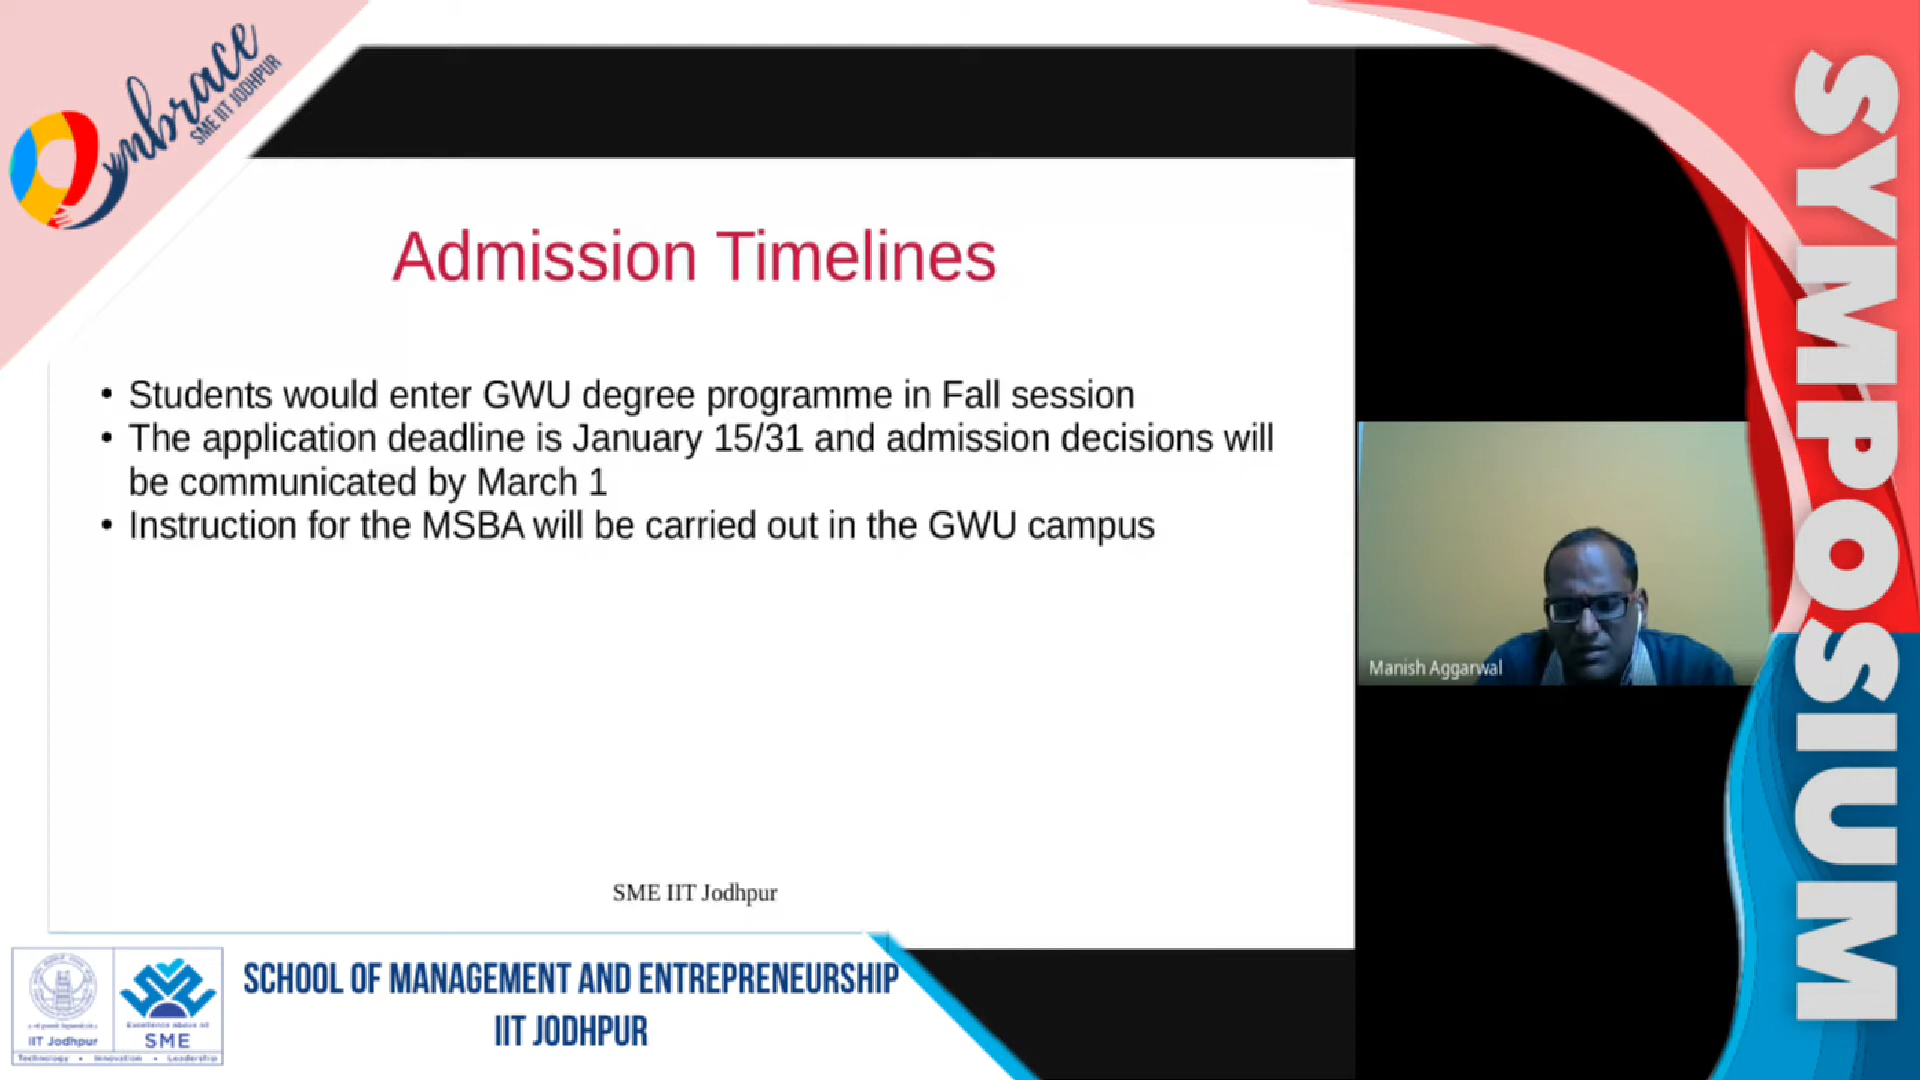 Embrace
SME IIT JODHPUR
Admission Timelines
• Students would enter GWU degree programme in Fall session
• The application deadline is January 15/31 and admission decisions will
be communicated by March 1
• Instruction for the MSBA will be carried out in the GWU campus
SME IIT Jodhpur
Manish Aggarwal
SYMPOSIUM
IIT Jodhpur
SME
Technology • Innovation • Leadership
SCHOOL OF MANAGEMENT AND ENTREPRENEURSHIP
IIT JODHPUR